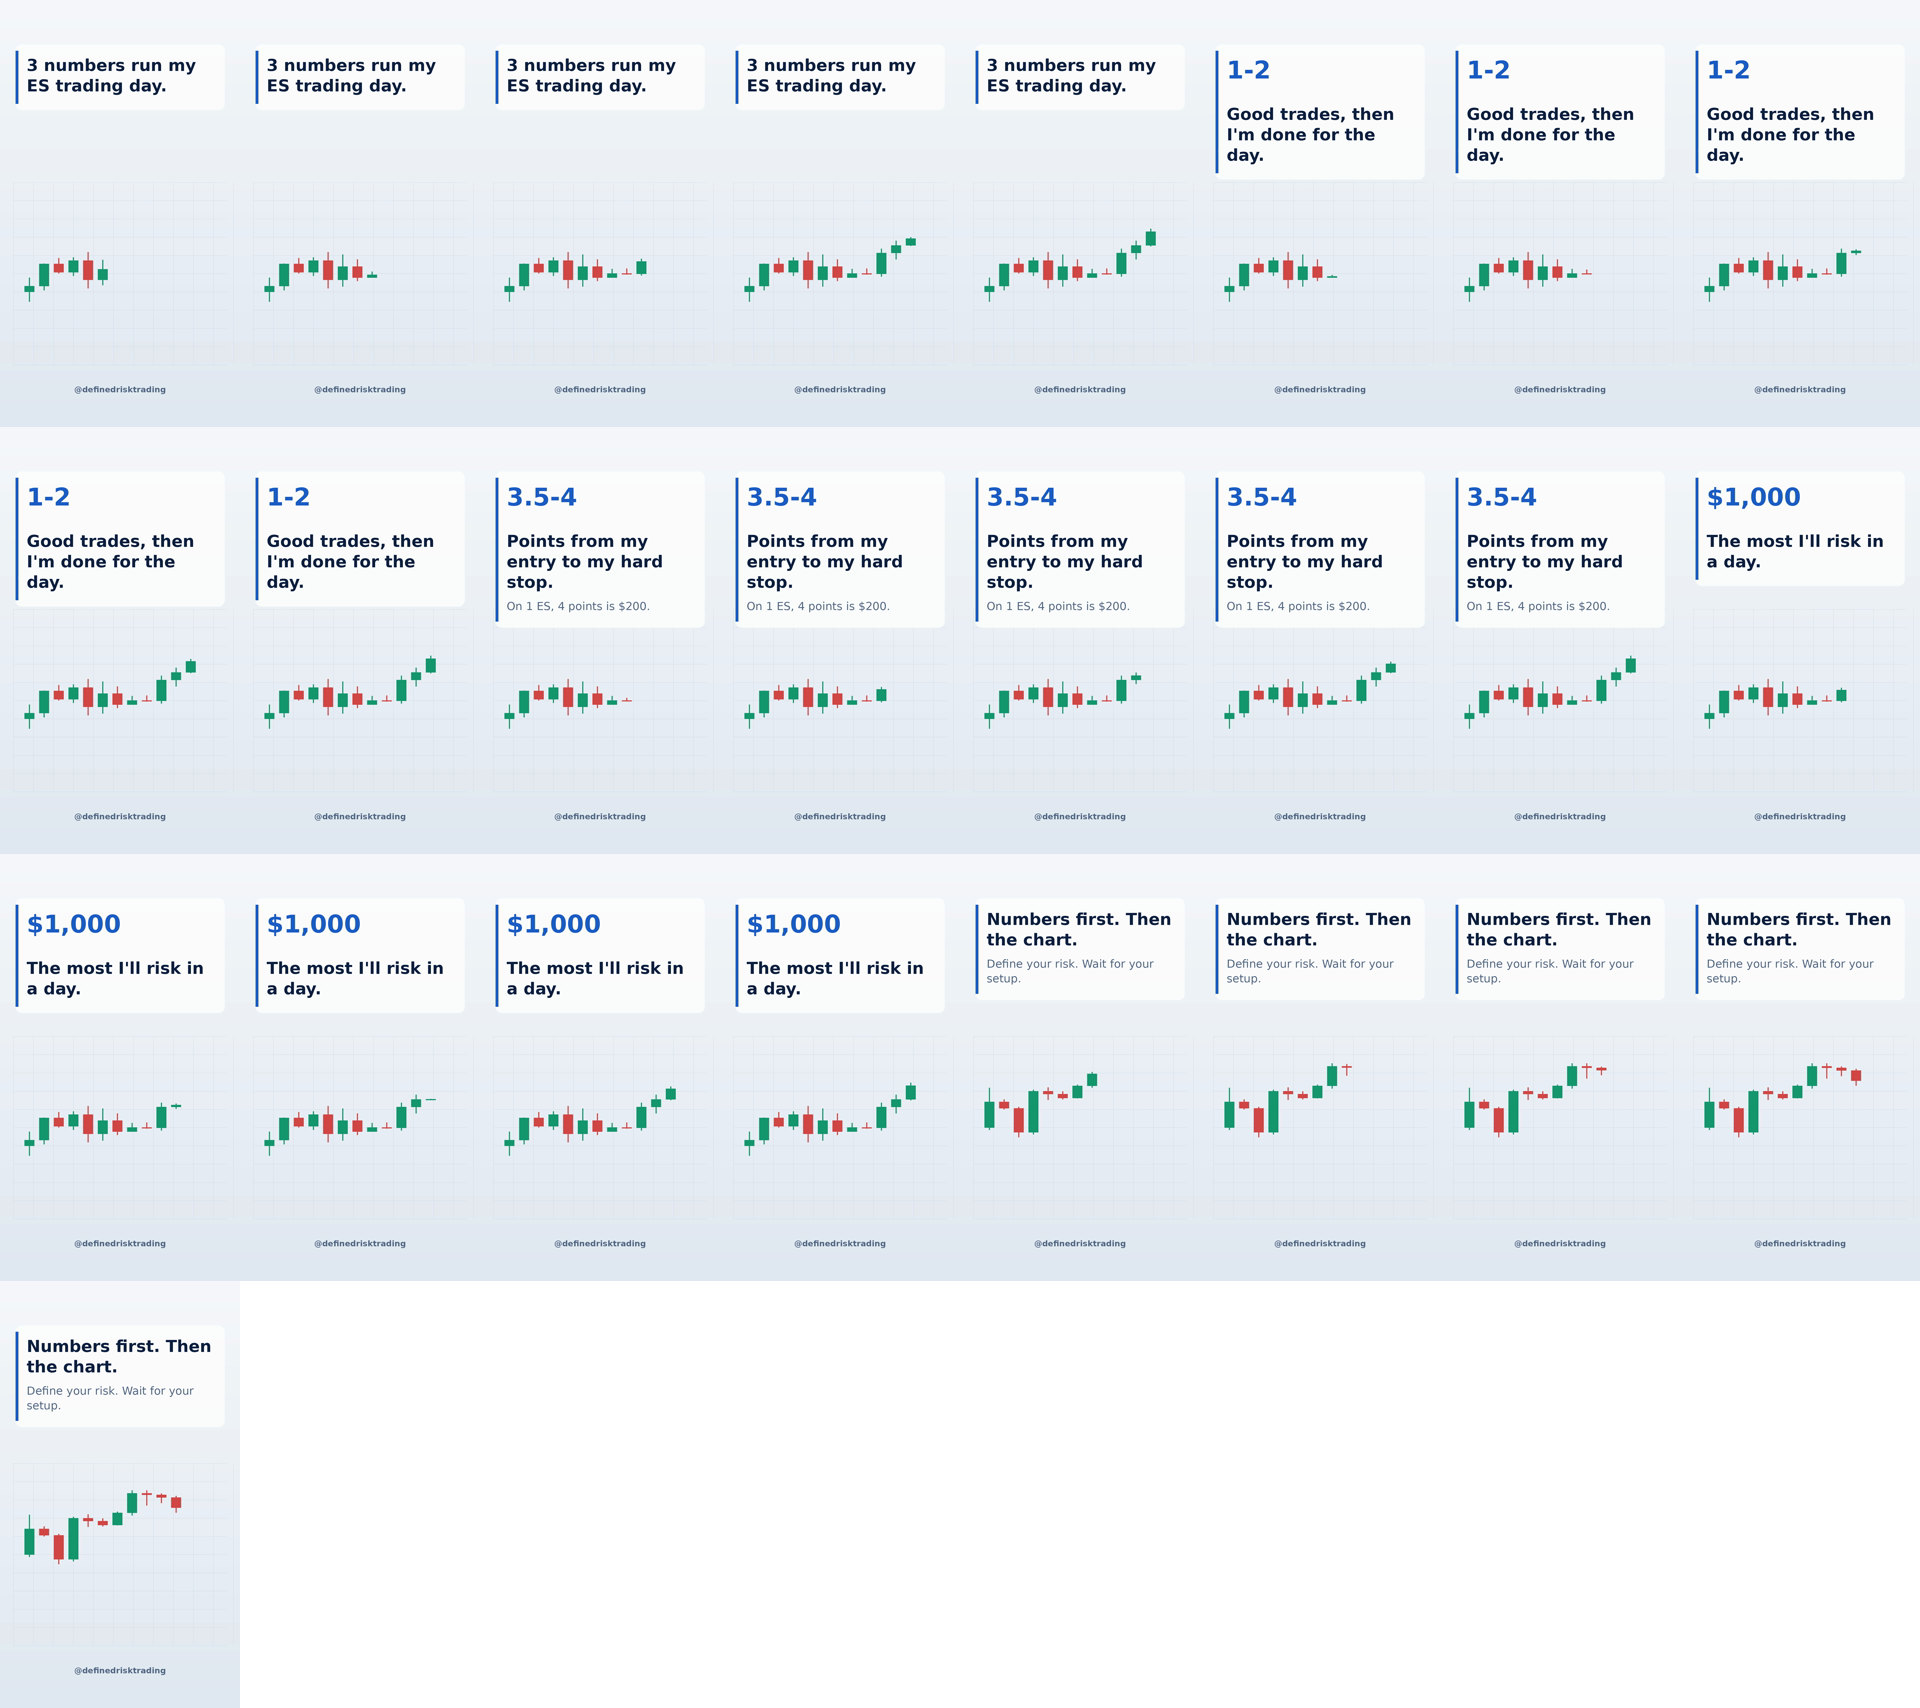 3 numbers run my
ES trading day.
@definedrisktrading
3 numbers run my
ES trading day.
@definedrisktrading
3 numbers run my
ES trading day.
@definedrisktrading
3 numbers run my
ES trading day.
@definedrisktrading
3 numbers run my
ES trading day.
@definedrisktrading
1-2
Good trades, then
I'm done for the
day.
@definedrisktrading
1-2
Good trades, then
I'm done for the
day.
@definedrisktrading
1-2
Good trades, then
I'm done for the
day.
@definedrisktrading
1-2
Good trades, then
I'm done for the
day.
@definedrisktrading
1-2
Good trades, then
I'm done for the
day.
@definedrisktrading
3.5-4
Points from my
entry to my hard
stop.
On 1 ES, 4 points is $200.
@definedrisktrading
3.5-4
Points from my
entry to my hard
stop.
On 1 ES, 4 points is $200.
@definedrisktrading
3.5-4
Points from my
entry to my hard
stop.
On 1 ES, 4 points is $200.
@definedrisktrading
3.5-4
Points from my
entry to my hard
stop.
On 1 ES, 4 points is $200.
@definedrisktrading
3.5-4
Points from my
entry to my hard
stop.
On 1 ES, 4 points is $200.
@definedrisktrading
$1,000
The most I'll risk in
a day.
@definedrisktrading
$1,000
The most I'll risk in
a day.
@definedrisktrading
$1,000
The most I'll risk in
a day.
@definedrisktrading
$1,000
The most I'll risk in
a day.
@definedrisktrading
$1,000
The most I'll risk in
a day.
@definedrisktrading
Numbers first. Then
the chart.
Define your risk. Wait for your
setup.
@definedrisktrading
Numbers first. Then
the chart.
Define your risk. Wait for your
setup.
@definedrisktrading
Numbers first. Then
the chart.
Define your risk. Wait for your
setup.
@definedrisktrading
Numbers first. Then
the chart.
Define your risk. Wait for your
setup.
@definedrisktrading
Numbers first. Then
the chart.
Define your risk. Wait for your
setup.
@definedrisktrading